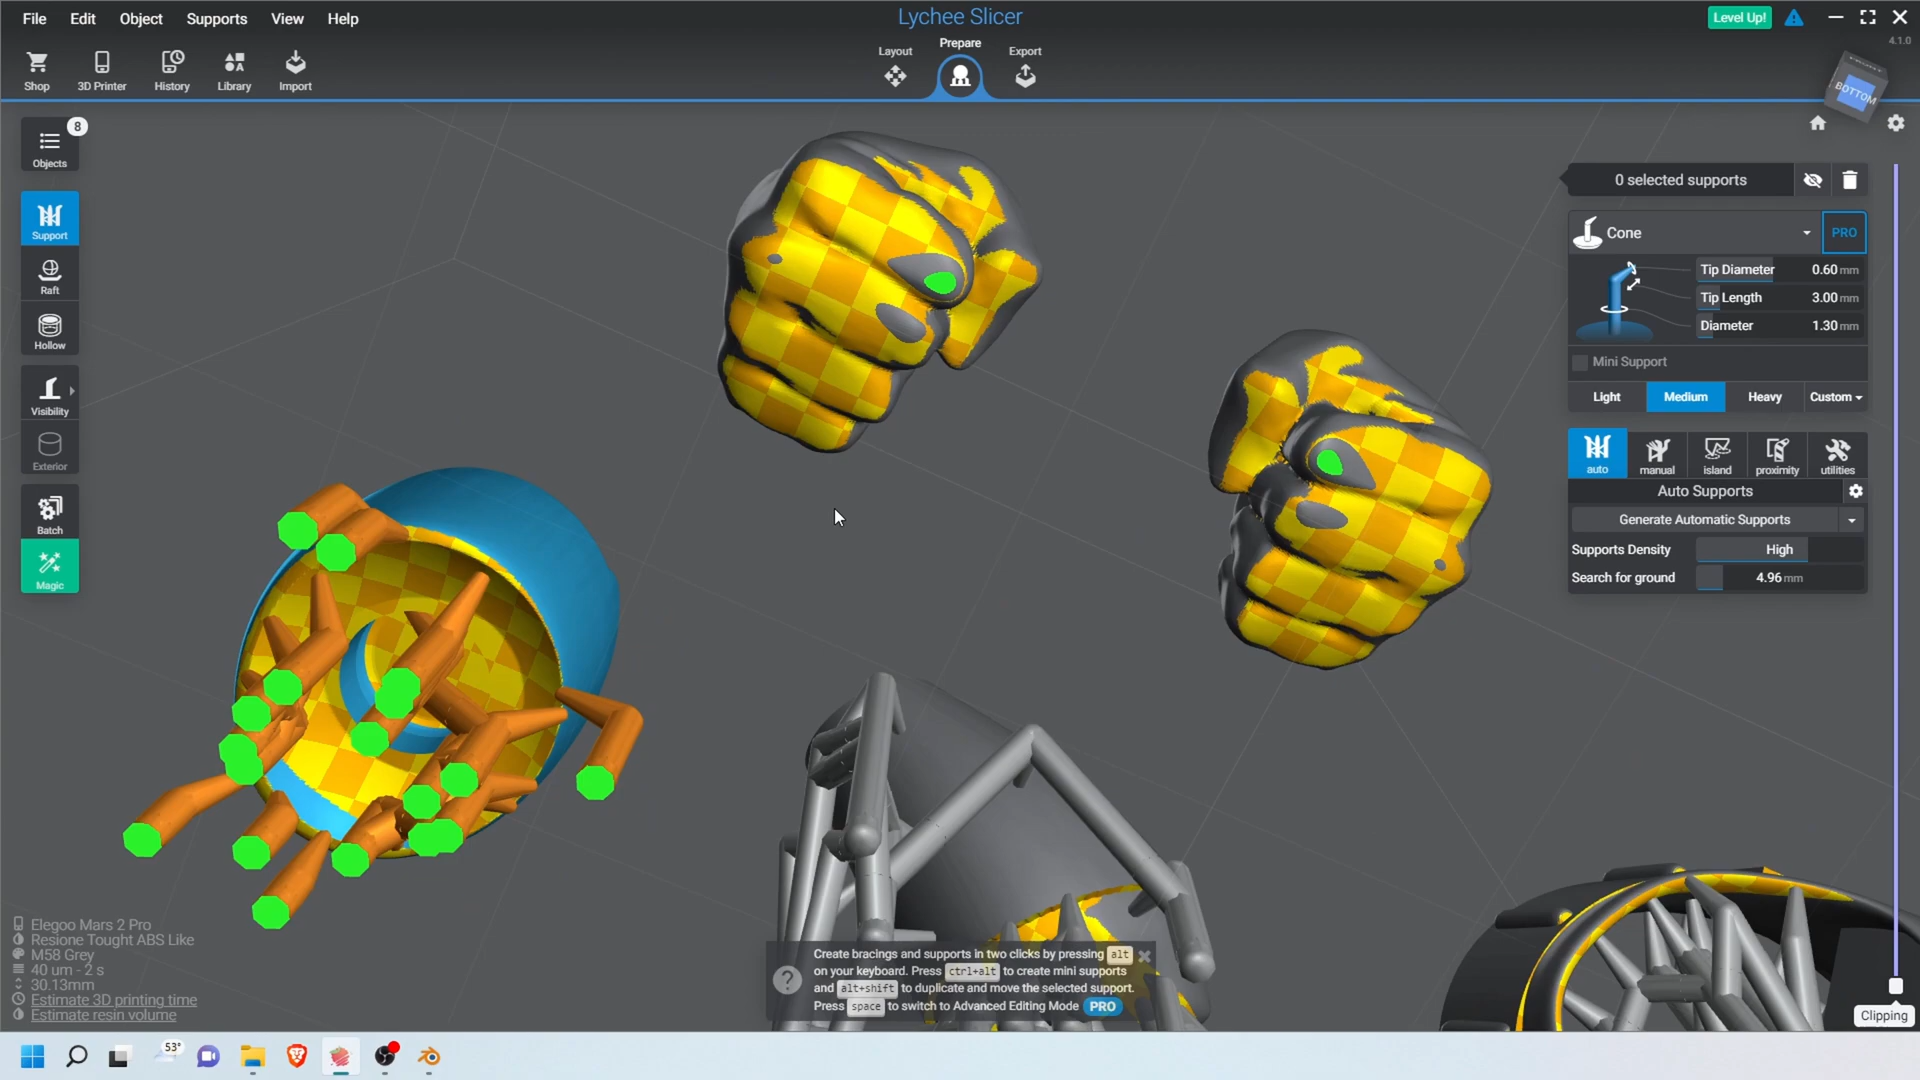 File Edit Object Supports View Help
Lychee Slicer
Level Up!
4.1.0
Shop 3D Printer History Library Import
Layout Prepare Export
BOTTOM
8
Objects
Support
Raft
Hollow
Visibility
Exterior
Batch
Magic
0 selected supports
Cone PRO
Tip Diameter 0.60 mm
Tip Length 3.00 mm
Diameter 1.30 mm
Mini Support
Light Medium Heavy Custom
auto manual island proximity utilities
Auto Supports
Generate Automatic Supports
Supports Density High
Search for ground 4.96 mm
Elegoo Mars 2 Pro
Resione Tought ABS Like
M58 Grey
40 um - 2 s
30.13mm
Estimate 3D printing time
Estimate resin volume
? Create bracings and supports in two clicks by pressing alt
on your keyboard. Press ctrl+alt to create mini supports
and alt+shift to duplicate and move the selected support.
Press space to switch to Advanced Editing Mode PRO
Clipping
53°